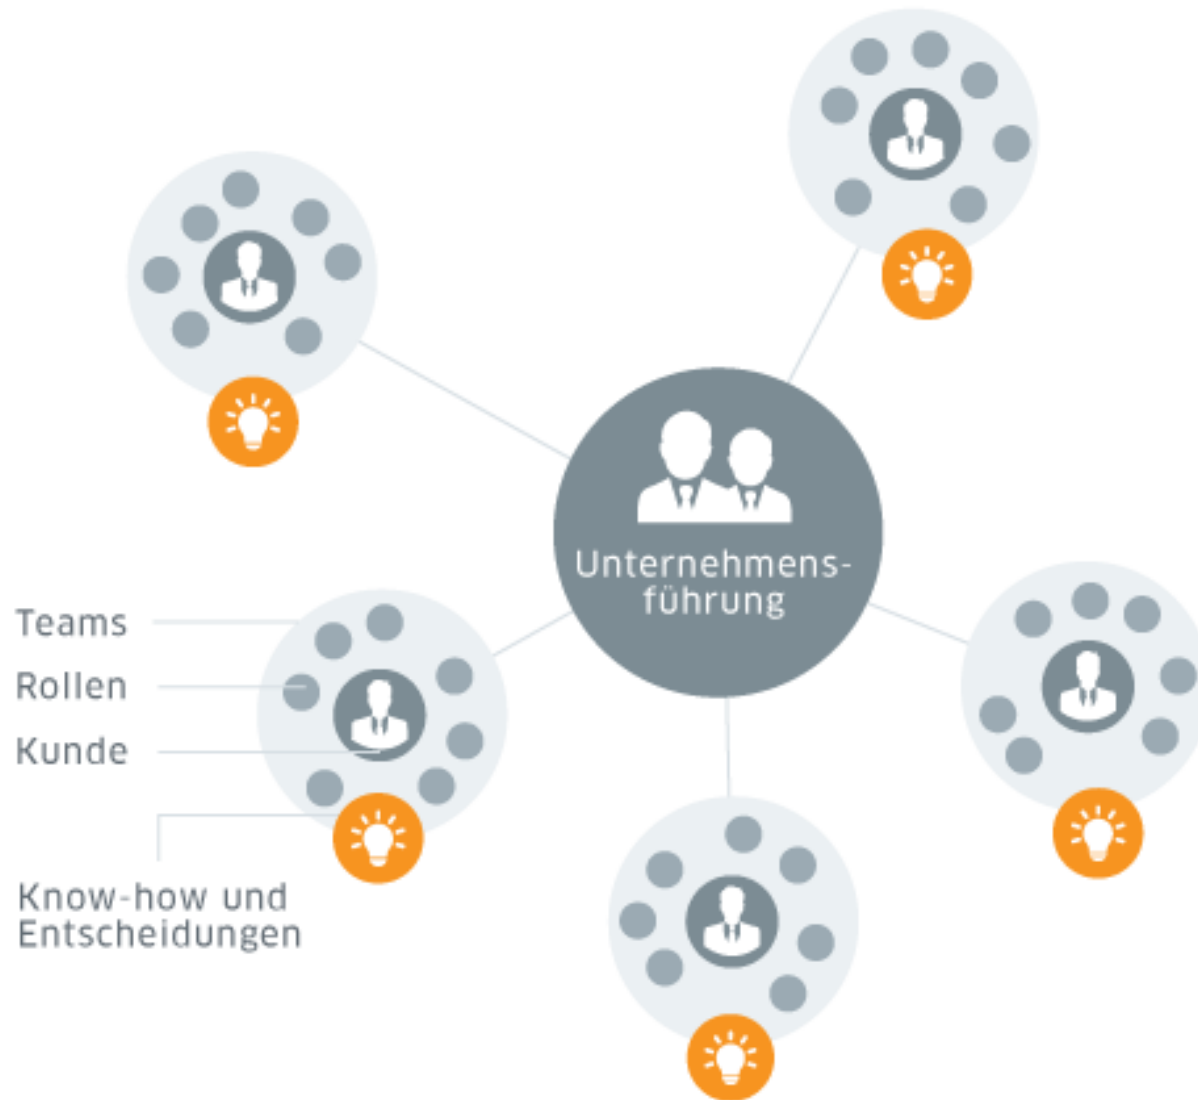 Unternehmens-
führung
Teams
Rollen
Kunde
Know-how und
Entscheidungen